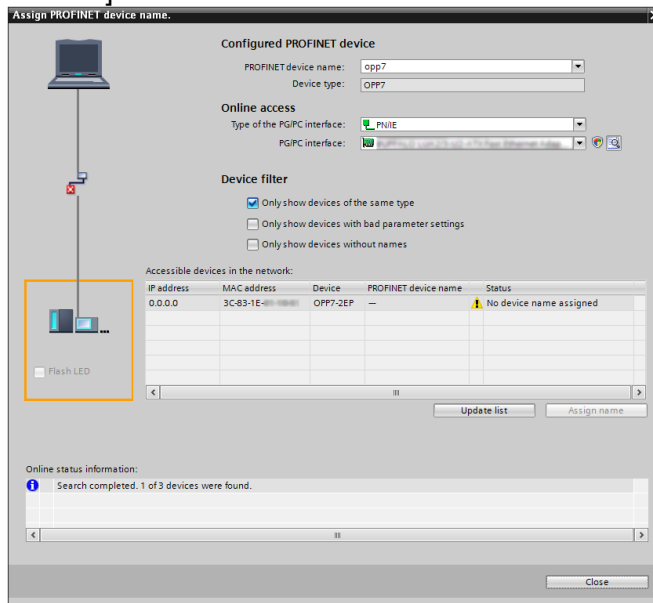 Assign PROFINET device name.
Configured PROFINET device
PROFINET device name: opp7
Device type: OPP7
Online access
Type of the PG/PC interface: PN/IE
PG/PC interface:
Device filter
Only show devices of the same type
Only show devices with bad parameter settings
Only show devices without names
Accessible devices in the network:
IP address MAC address Device PROFINET device name Status
0.0.0.0 3C-83-1E- OPP7-2EP — No device name assigned
...
Flash LED
Update list Assign name
Online status information:
Search completed. 1 of 3 devices were found.
Close